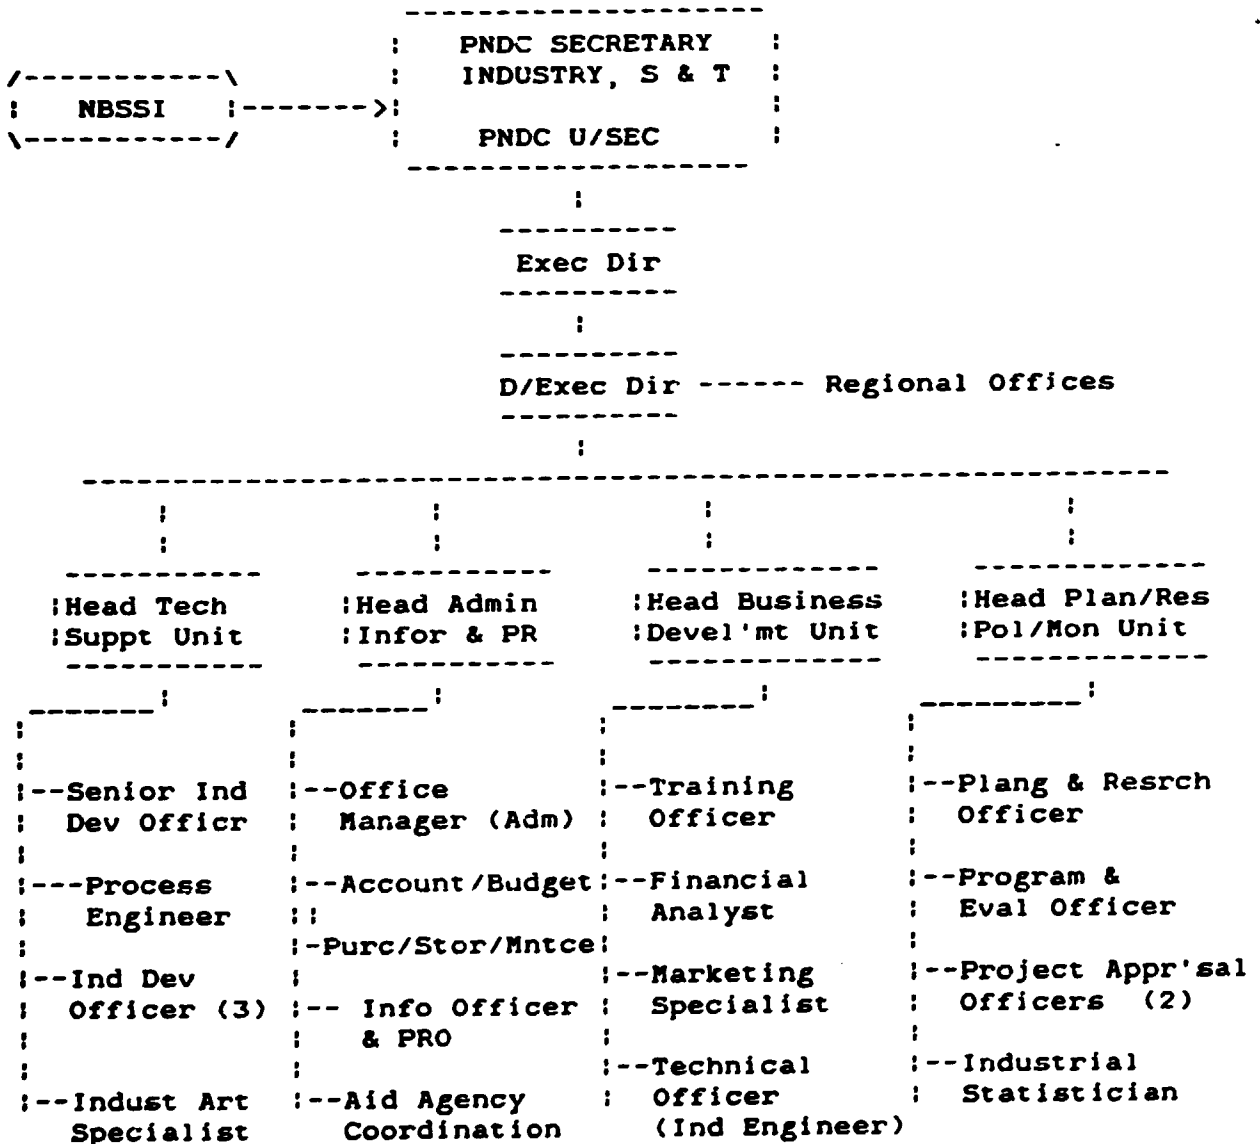 PNDC SECRETARY
INDUSTRY, S & T
NBSSI
PNDC U/SEC
Exec Dir
D/Exec Dir ------ Regional Offices
Head Tech
Suppt Unit
Head Admin
Infor & PR
Head Business
Devel'mt Unit
Head Plan/Res
Pol/Mon Unit
Senior Ind
Dev Officr
Process
Engineer
Ind Dev
Officer (3)
Indust Art
Specialist
Office
Manager (Adm)
Account/Budget
Purc/Stor/Mntce
Info Officer
& PRO
Aid Agency
Coordination
Training
Officer
Financial
Analyst
Marketing
Specialist
Technical
Officer
(Ind Engineer)
Plang & Resrch
Officer
Program &
Eval Officer
Project Appr'sal
Officers (2)
Industrial
Statistician